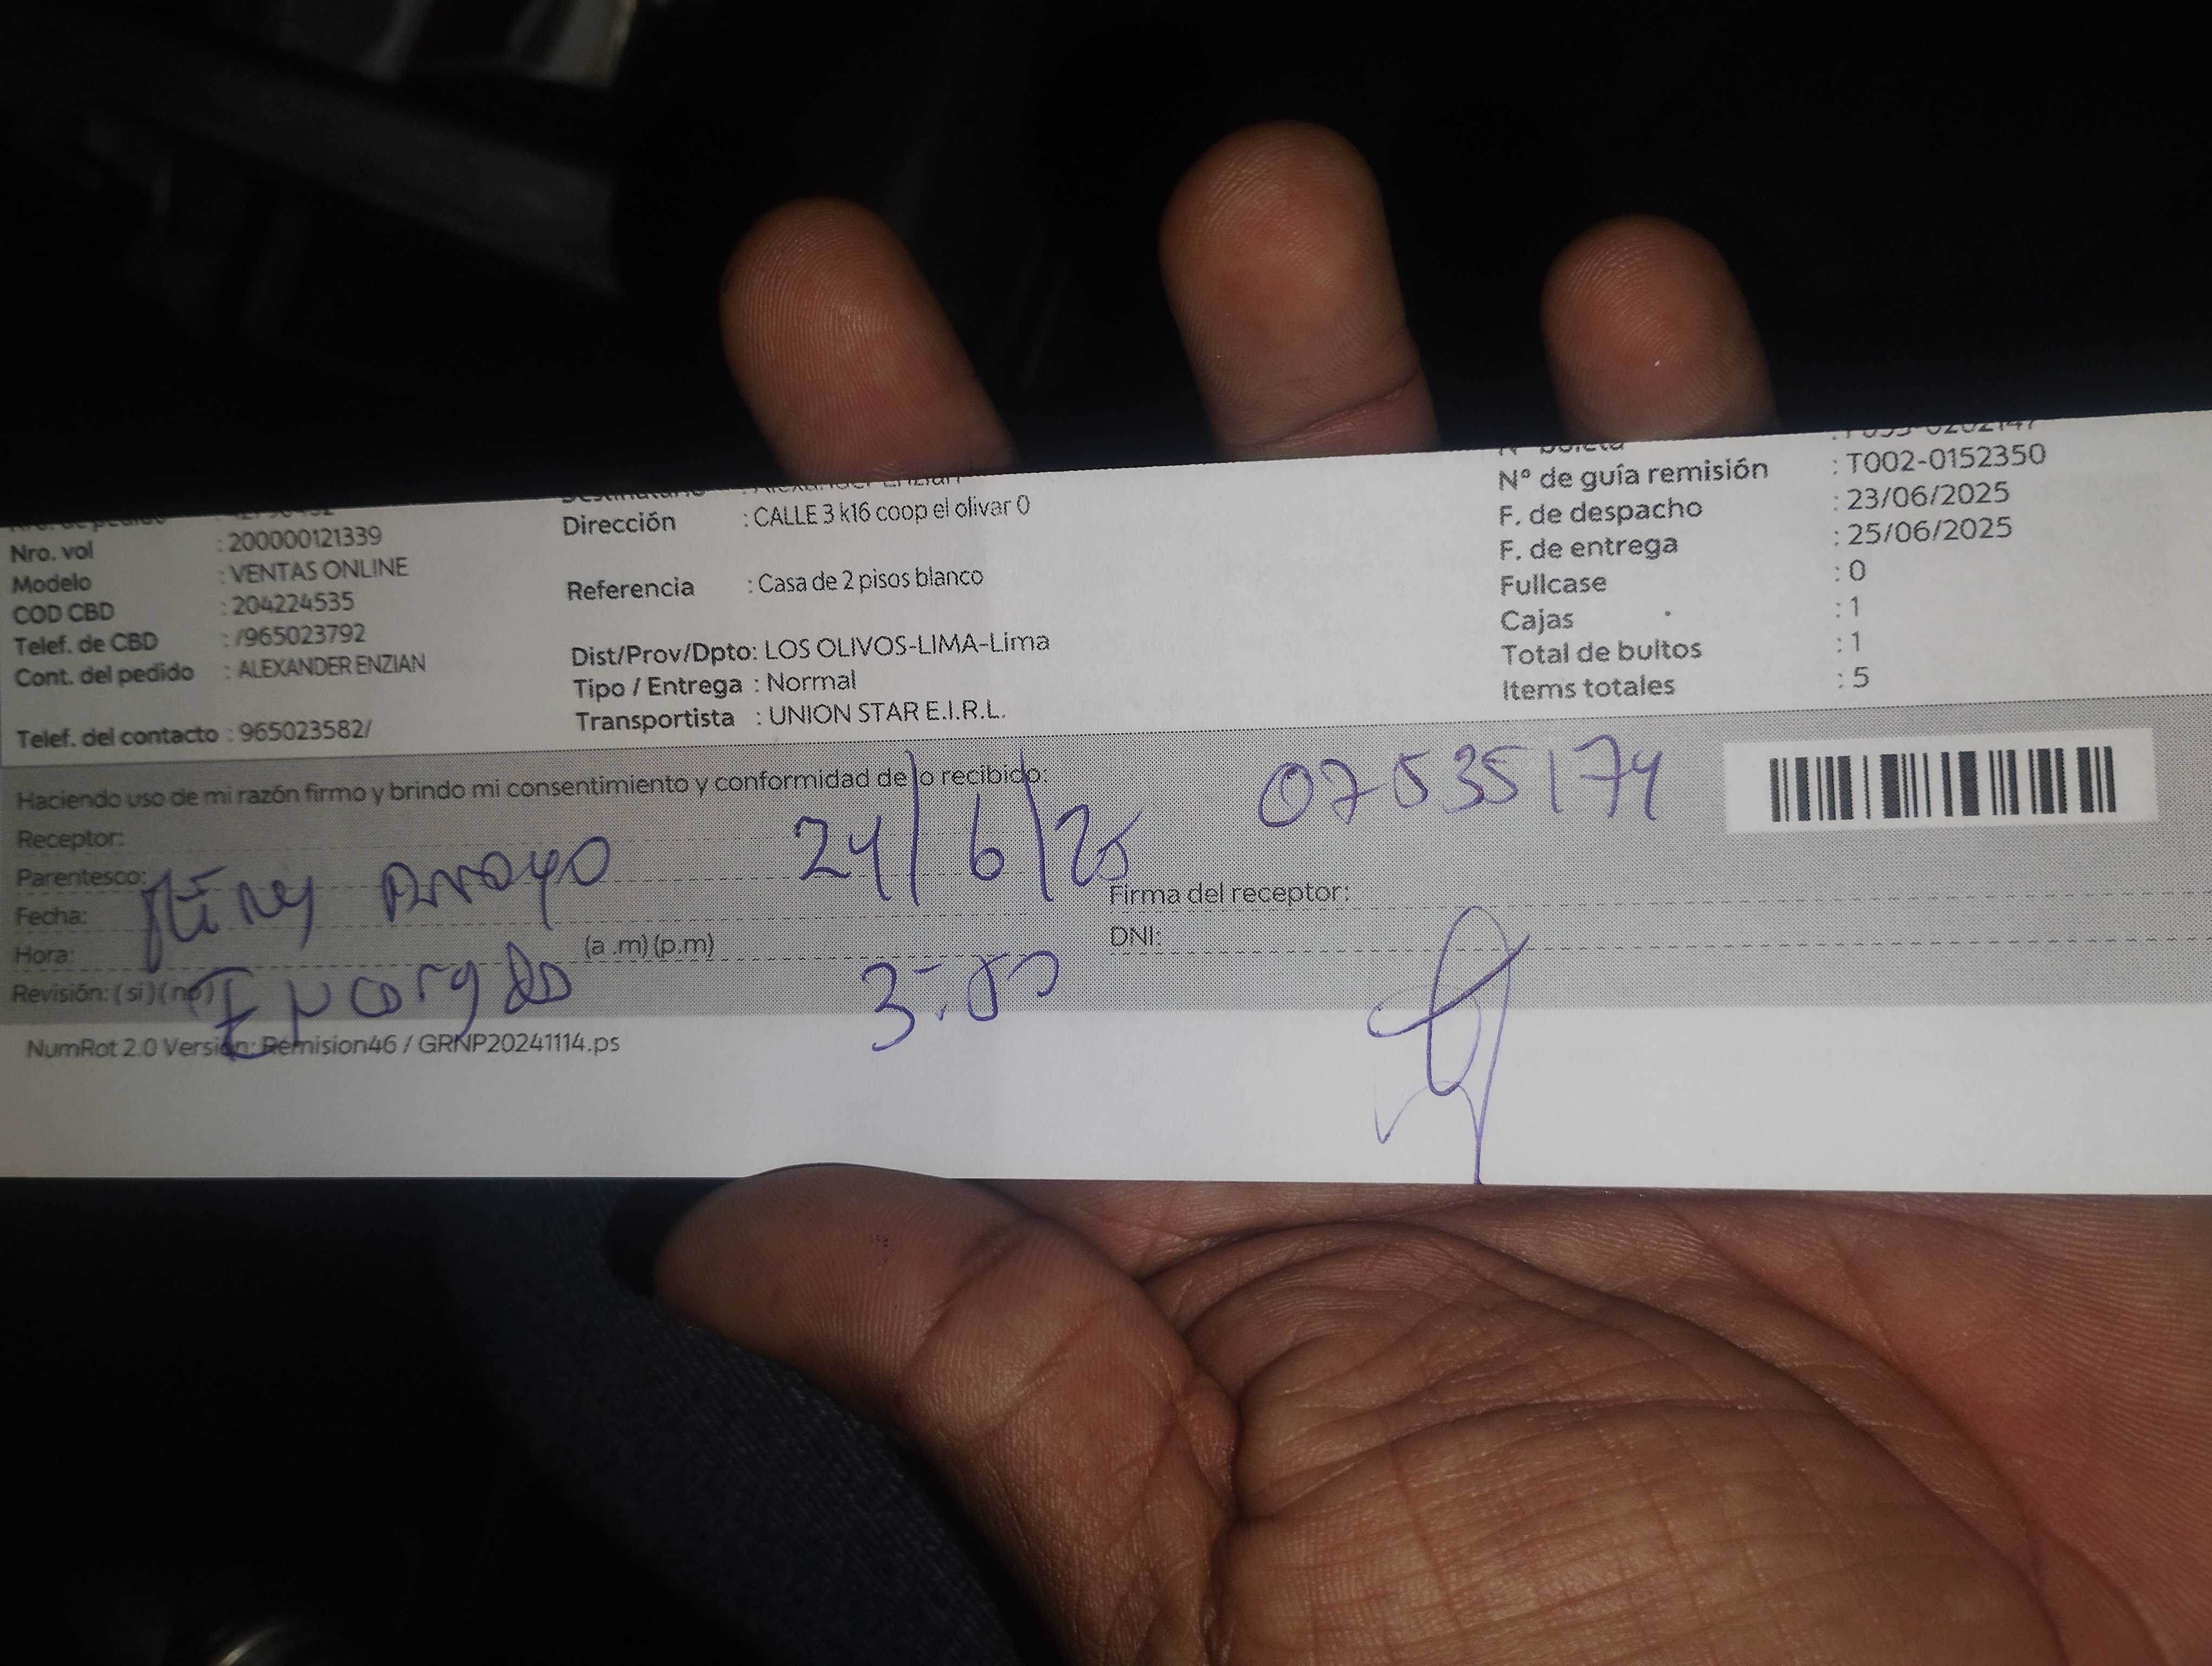 Nro. vol : 200000121339
Modelo : VENTAS ONLINE
COD CBD : 204224535
Telef. de CBD : /965023792
Cont. del pedido : ALEXANDER ENZIAN
Telef. del contacto : 965023582/
Dirección : CALLE 3 k16 coop el olivar 0
Referencia : Casa de 2 pisos blanco
Dist/Prov/Dpto: LOS OLIVOS-LIMA-Lima
Tipo / Entrega : Normal
Transportista : UNION STAR E.I.R.L.
N° boleta
N° de guía remisión : T002-0152350
F. de despacho : 23/06/2025
F. de entrega : 25/06/2025
Fullcase : 0
Cajas : 1
Total de bultos : 1
Items totales : 5
Haciendo uso de mi razón firmo y brindo mi consentimiento y conformidad de lo recibido:
Receptor:
Parentesco:
Fecha:
Hora: (a .m) (p.m)
Revisión: ( si ) ( no )
Arroyo 24/6/25 07535174
Encargado 3:00
Firma del receptor:
DNI:
NumRot 2.0 Versión: Remision46 / GRNP20241114.ps